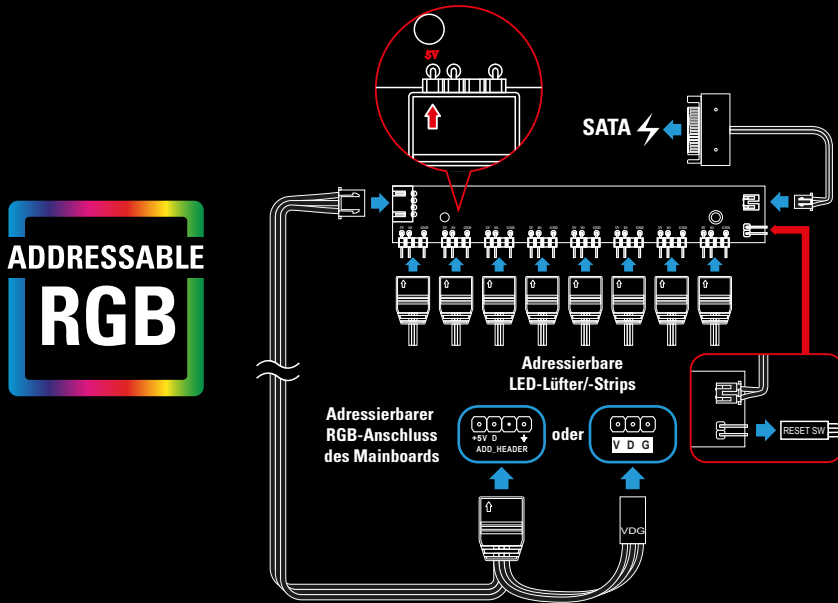 5V
SATA
ADDRESSABLE
RGB
Adressierbare
LED-Lüfter/-Strips
Adressierbarer
RGB-Anschluss
des Mainboards
+5V D
ADD_HEADER
oder
V D G
RESET SW
VDG